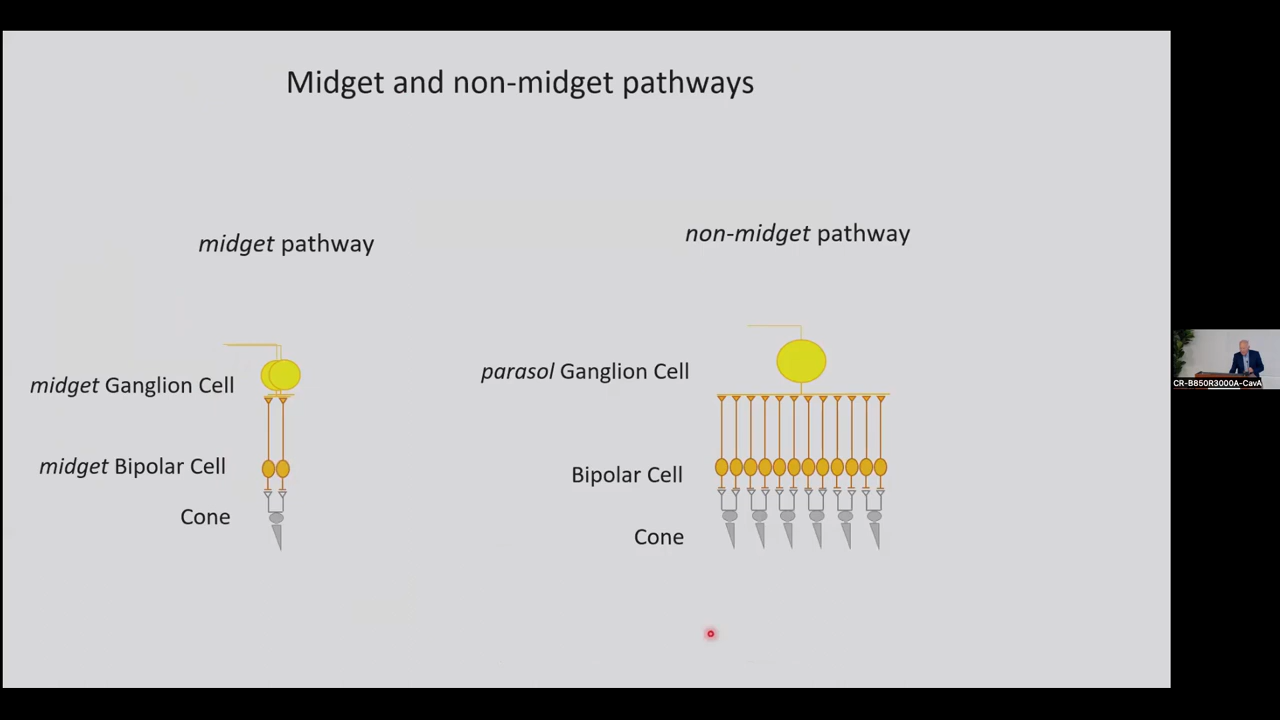 Midget and non-midget pathways
midget pathway
non-midget pathway
midget Ganglion Cell
parasol Ganglion Cell
midget Bipolar Cell
Bipolar Cell
Cone
Cone
CR-B850R3000A-CavA